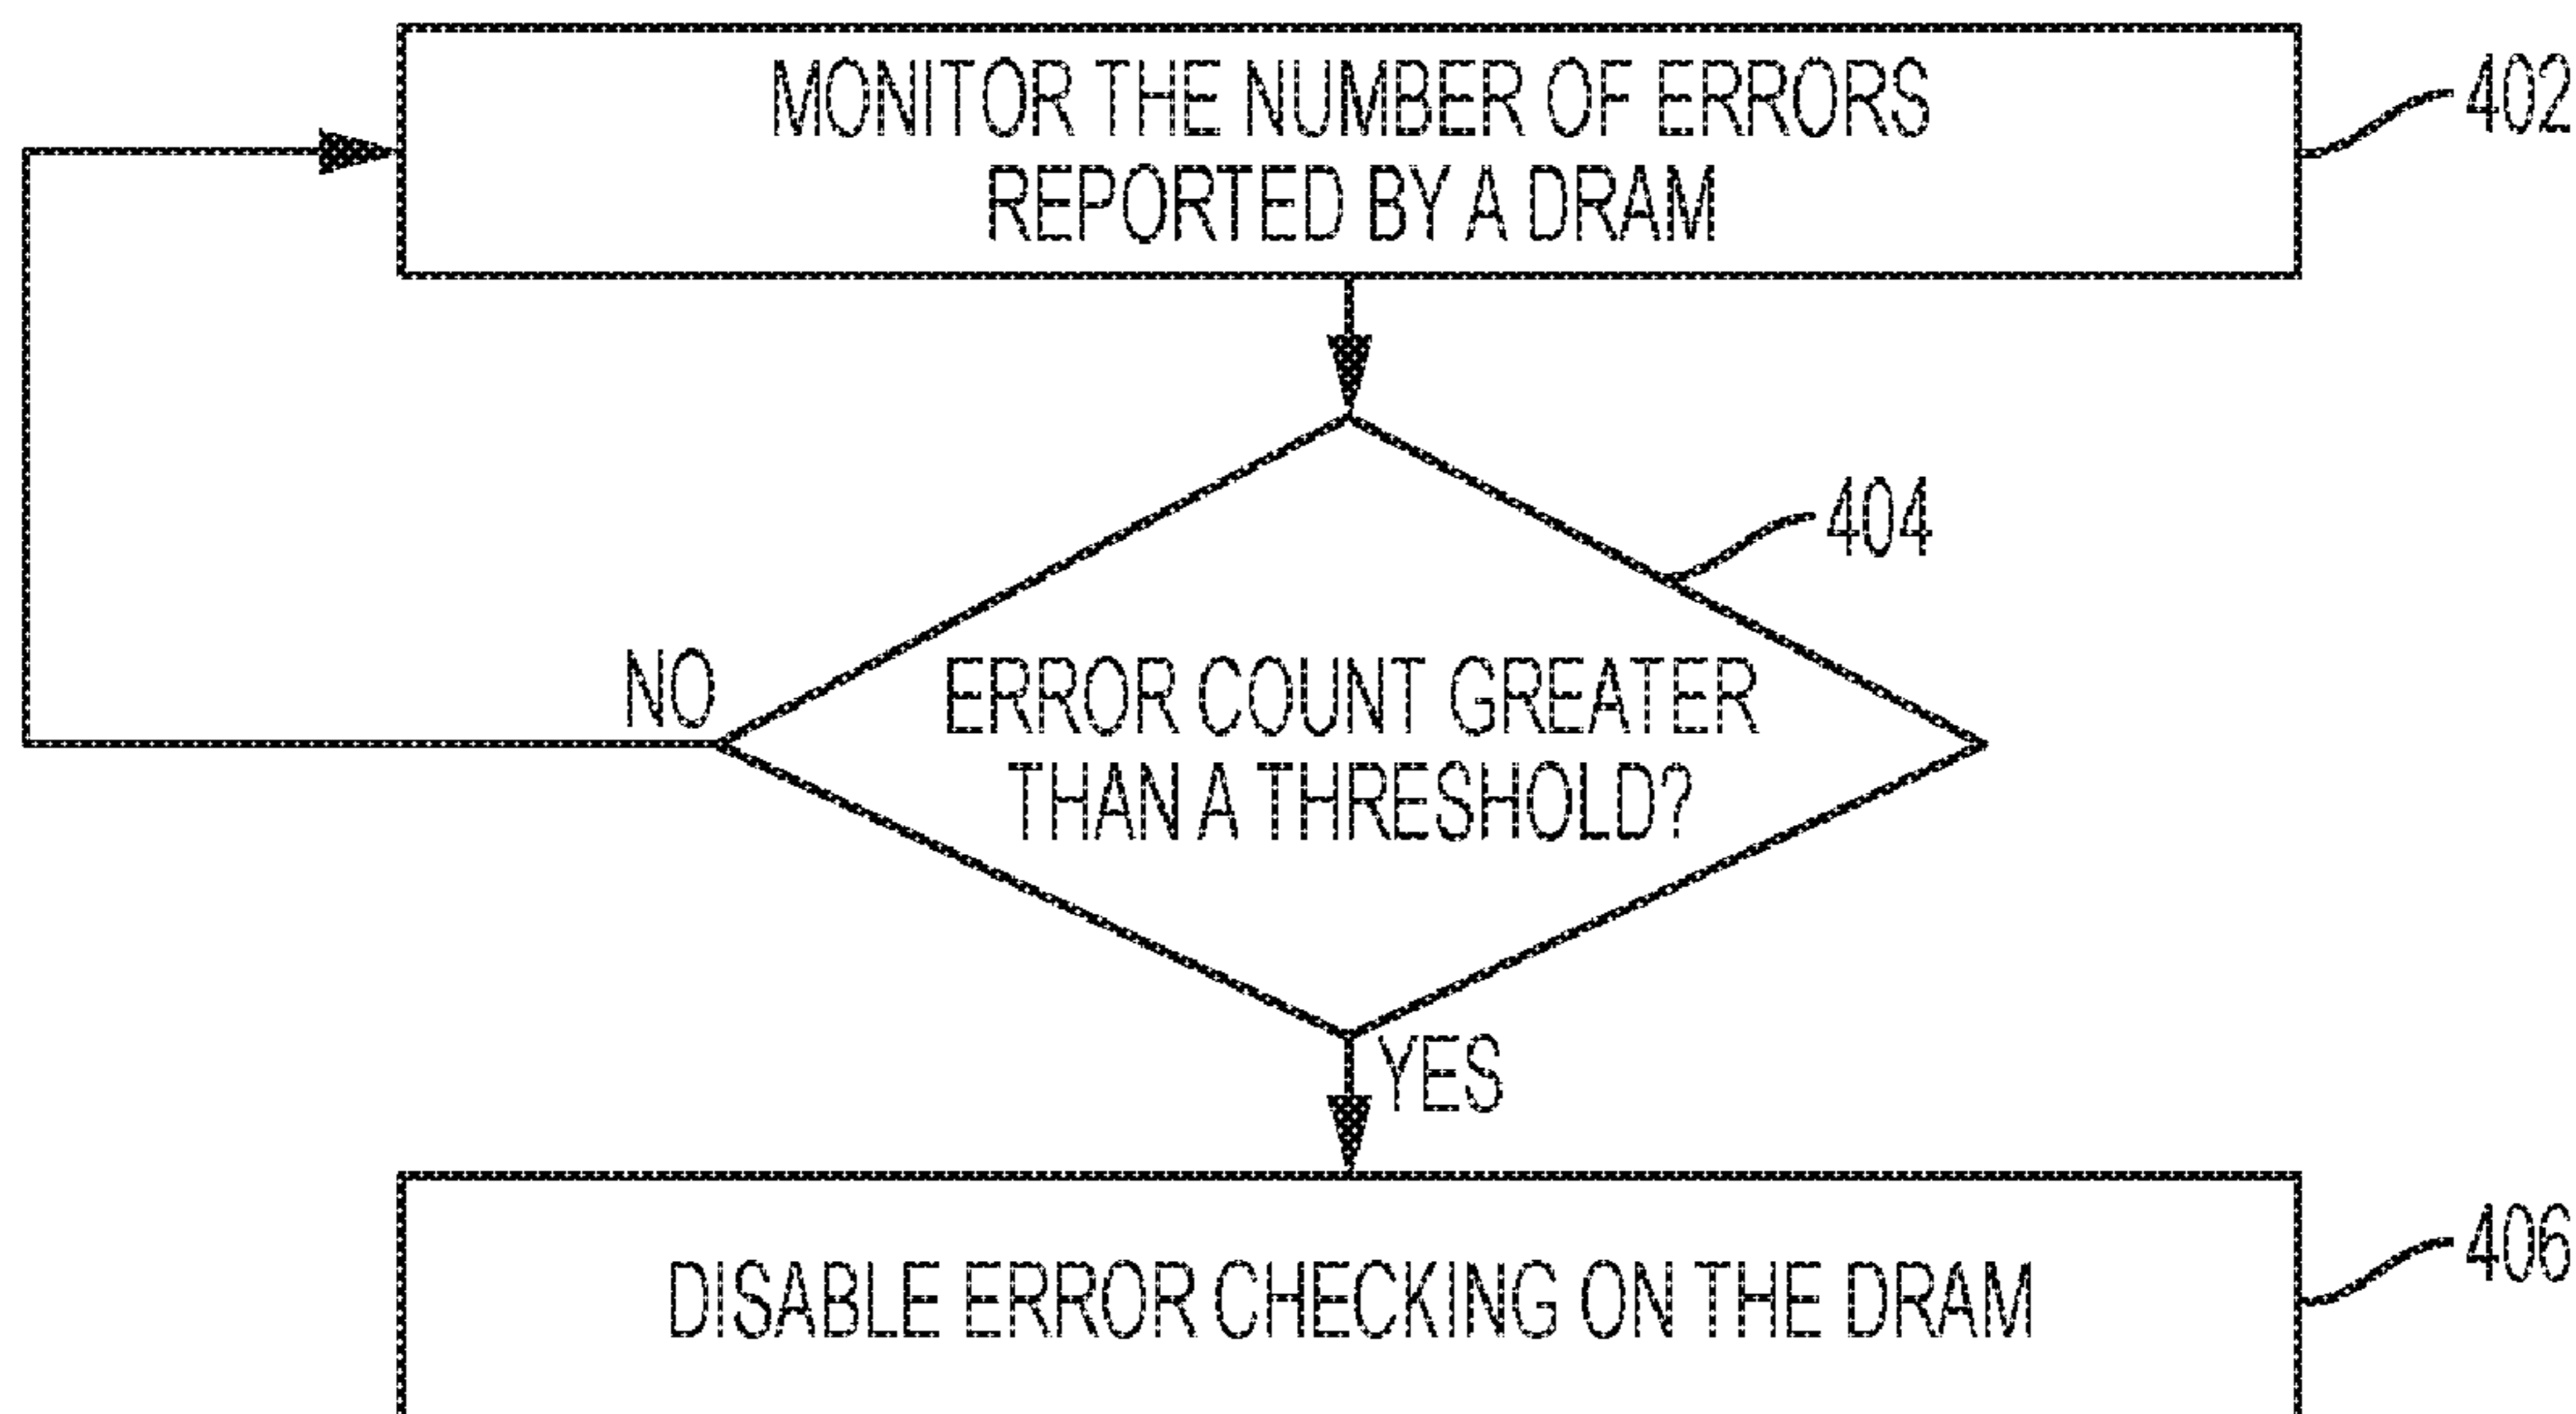 MONITOR THE NUMBER OF ERRORS
REPORTED BY A DRAM
402
404
NO
ERROR COUNT GREATER
THAN A THRESHOLD?
YES
DISABLE ERROR CHECKING ON THE DRAM
406